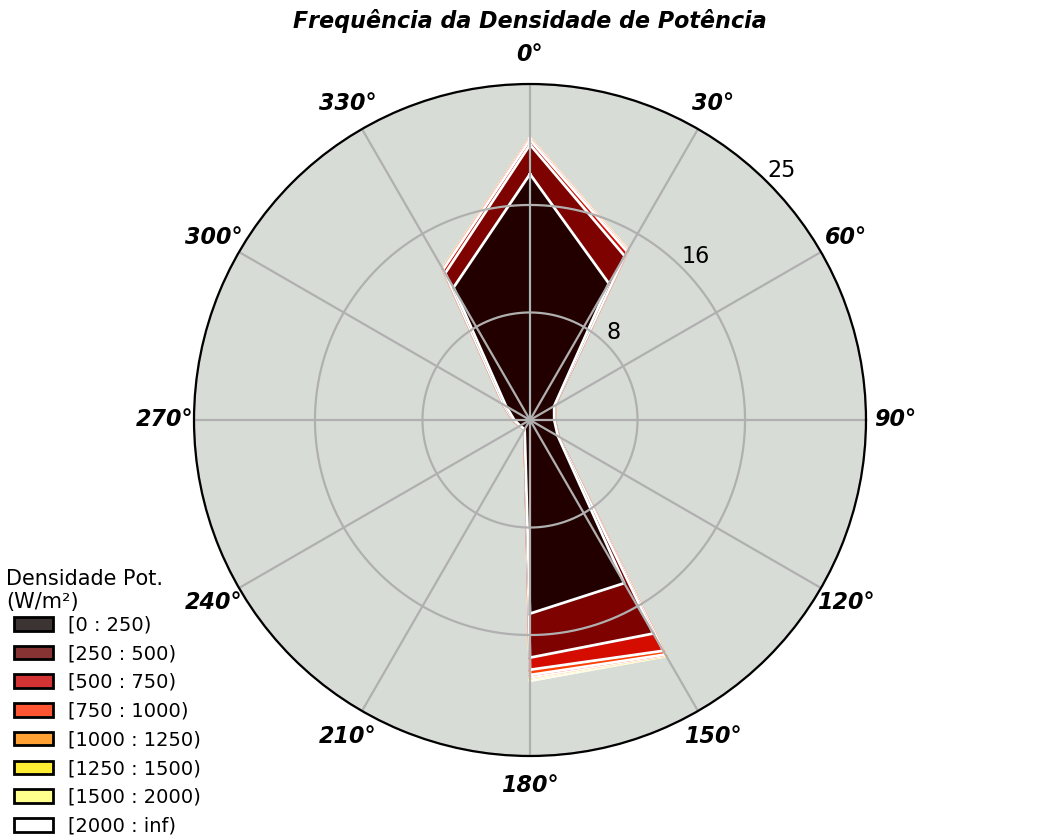 Frequência da Densidade de Potência
0°
330°
30°
25
300°
60°
16
8
270°
90°
240°
120°
210°
150°
180°
Densidade Pot.
(W/m²)
[0 : 250)
[250 : 500)
[500 : 750)
[750 : 1000)
[1000 : 1250)
[1250 : 1500)
[1500 : 2000)
[2000 : inf)